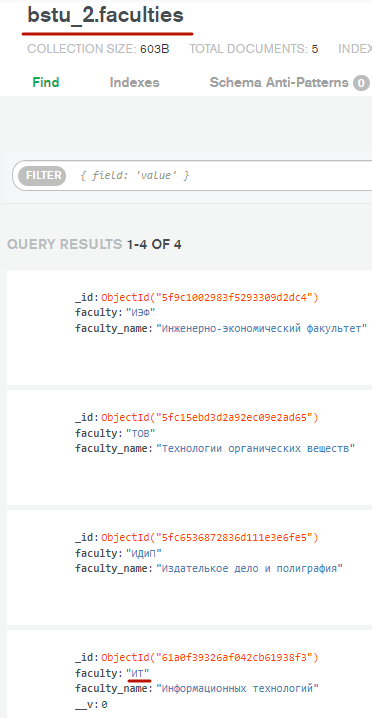 bstu_2.faculties
COLLECTION SIZE: 603B TOTAL DOCUMENTS: 5 INDE
Find Indexes Schema Anti-Patterns 0
FILTER { field: 'value' }
QUERY RESULTS 1-4 OF 4
_id: ObjectId("5f9c1002983f5293309d2dc4")
faculty: "ИЭФ"
faculty_name: "Инженерно-экономический факультет"
_id: ObjectId("5fc15ebd3d2a92ec09e2ad65")
faculty: "ТОВ"
faculty_name: "Технологии органических веществ"
_id: ObjectId("5fc6536872836d111e3e6fe5")
faculty: "ИДиП"
faculty_name: "Издателькое дело и полиграфия"
_id: ObjectId("61a0f39326af042cb61938f3")
faculty: "ИТ"
faculty_name: "Информационных технологий"
__v: 0